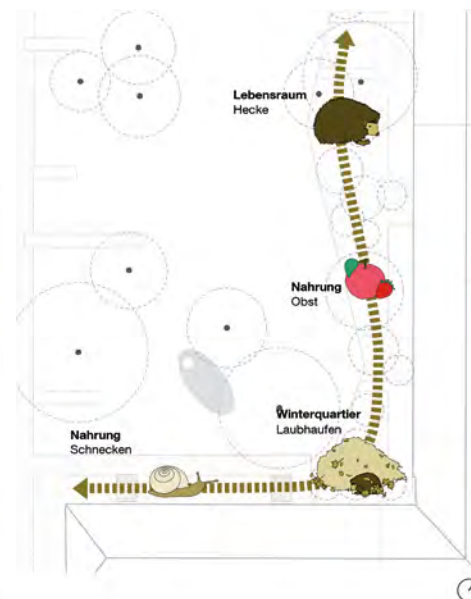 Lebensraum
Hecke
Nahrung
Obst
Winterquartier
Laubhaufen
Nahrung
Schnecken